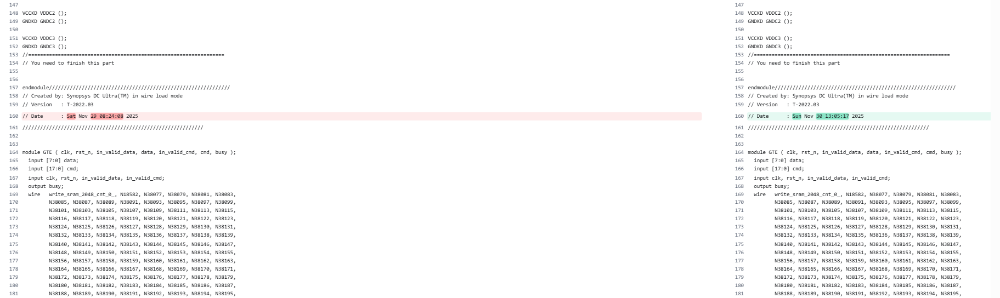 147
148 VCCKD VDDC2 ();
149 GNDKD GNDC2 ();
150
151 VCCKD VDDC3 ();
152 GNDKD GNDC3 ();
153 //==================================================================
154 // You need to finish this part
155
156
157 endmodule/////////////////////////////////////////////////////////////
158 // Created by: Synopsys DC Ultra(TM) in wire load mode
159 // Version   : T-2022.03
160 // Date      : Sat Nov 29 08:24:08 2025
161 /////////////////////////////////////////////////////////////
162
163
164 module GTE ( clk, rst_n, in_valid_data, data, in_valid_cmd, cmd, busy );
165   input [7:0] data;
166   input [17:0] cmd;
167   input clk, rst_n, in_valid_data, in_valid_cmd;
168   output busy;
169   wire   write_sram_2048_cnt_0_, N18582, N38077, N38079, N38081, N38083,
170          N38085, N38087, N38089, N38091, N38093, N38095, N38097, N38099,
171          N38101, N38103, N38105, N38107, N38109, N38111, N38113, N38115,
172          N38116, N38117, N38118, N38119, N38120, N38121, N38122, N38123,
173          N38124, N38125, N38126, N38127, N38128, N38129, N38130, N38131,
174          N38132, N38133, N38134, N38135, N38136, N38137, N38138, N38139,
175          N38140, N38141, N38142, N38143, N38144, N38145, N38146, N38147,
176          N38148, N38149, N38150, N38151, N38152, N38153, N38154, N38155,
177          N38156, N38157, N38158, N38159, N38160, N38161, N38162, N38163,
178          N38164, N38165, N38166, N38167, N38168, N38169, N38170, N38171,
179          N38172, N38173, N38174, N38175, N38176, N38177, N38178, N38179,
180          N38180, N38181, N38182, N38183, N38184, N38185, N38186, N38187,
181          N38188, N38189, N38190, N38191, N38192, N38193, N38194, N38195,
147
148 VCCKD VDDC2 ();
149 GNDKD GNDC2 ();
150
151 VCCKD VDDC3 ();
152 GNDKD GNDC3 ();
153 //==================================================================
154 // You need to finish this part
155
156
157 endmodule/////////////////////////////////////////////////////////////
158 // Created by: Synopsys DC Ultra(TM) in wire load mode
159 // Version   : T-2022.03
160 // Date      : Sun Nov 30 13:05:17 2025
161 /////////////////////////////////////////////////////////////
162
163
164 module GTE ( clk, rst_n, in_valid_data, data, in_valid_cmd, cmd, busy );
165   input [7:0] data;
166   input [17:0] cmd;
167   input clk, rst_n, in_valid_data, in_valid_cmd;
168   output busy;
169   wire   write_sram_2048_cnt_0_, N18582, N38077, N38079, N38081, N38083,
170          N38085, N38087, N38089, N38091, N38093, N38095, N38097, N38099,
171          N38101, N38103, N38105, N38107, N38109, N38111, N38113, N38115,
172          N38116, N38117, N38118, N38119, N38120, N38121, N38122, N38123,
173          N38124, N38125, N38126, N38127, N38128, N38129, N38130, N38131,
174          N38132, N38133, N38134, N38135, N38136, N38137, N38138, N38139,
175          N38140, N38141, N38142, N38143, N38144, N38145, N38146, N38147,
176          N38148, N38149, N38150, N38151, N38152, N38153, N38154, N38155,
177          N38156, N38157, N38158, N38159, N38160, N38161, N38162, N38163,
178          N38164, N38165, N38166, N38167, N38168, N38169, N38170, N38171,
179          N38172, N38173, N38174, N38175, N38176, N38177, N38178, N38179,
180          N38180, N38181, N38182, N38183, N38184, N38185, N38186, N38187,
181          N38188, N38189, N38190, N38191, N38192, N38193, N38194, N38195,